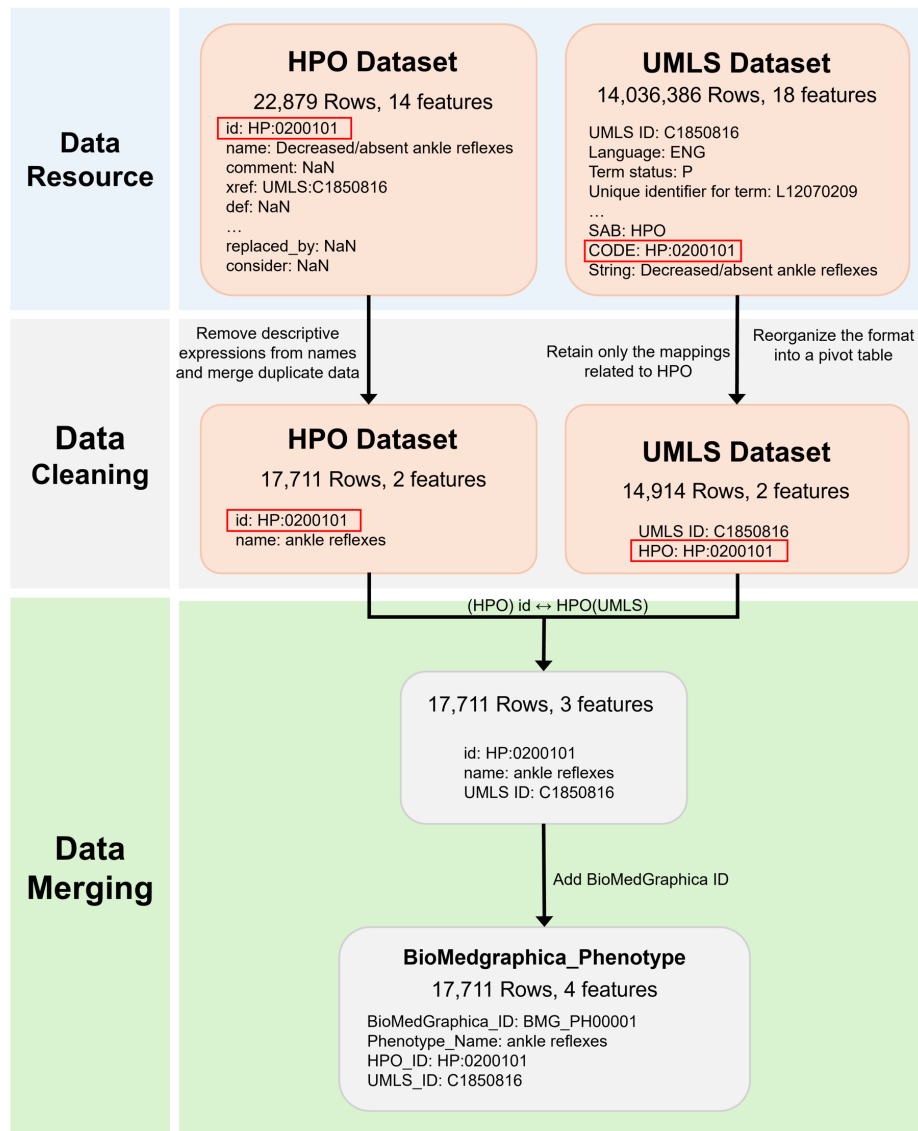 Data
Resource
HPO Dataset
22,879 Rows, 14 features
id: HP:0200101
name: Decreased/absent ankle reflexes
comment: NaN
xref: UMLS:C1850816
def: NaN
...
replaced_by: NaN
consider: NaN
UMLS Dataset
14,036,386 Rows, 18 features
UMLS ID: C1850816
Language: ENG
Term status: P
Unique identifier for term: L12070209
...
SAB: HPO
CODE: HP:0200101
String: Decreased/absent ankle reflexes
Data
Cleaning
Remove descriptive
expressions from names
and merge duplicate data
Retain only the mappings
related to HPO
Reorganize the format
into a pivot table
HPO Dataset
17,711 Rows, 2 features
id: HP:0200101
name: ankle reflexes
UMLS Dataset
14,914 Rows, 2 features
UMLS ID: C1850816
HPO: HP:0200101
Data
Merging
(HPO) id ↔ HPO(UMLS)
17,711 Rows, 3 features
id: HP:0200101
name: ankle reflexes
UMLS ID: C1850816
Add BioMedGraphica ID
BioMedgraphica_Phenotype
17,711 Rows, 4 features
BioMedGraphica_ID: BMG_PH00001
Phenotype_Name: ankle reflexes
HPO_ID: HP:0200101
UMLS_ID: C1850816